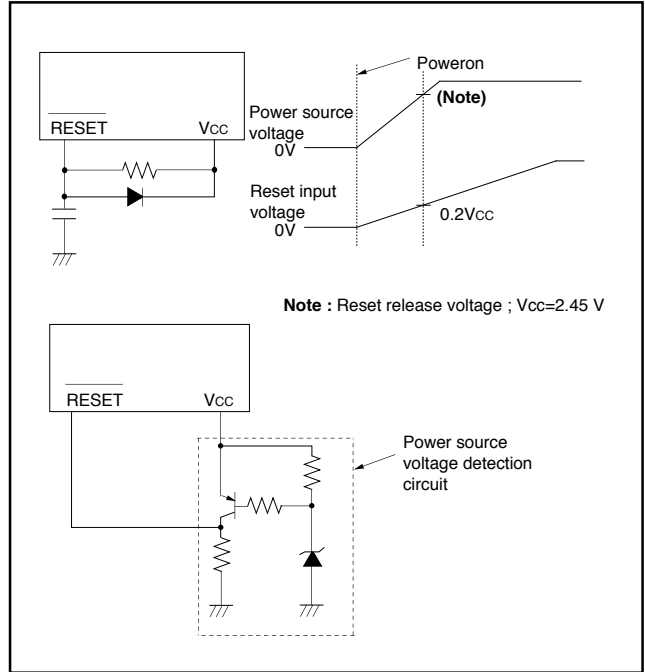 RESET VCC
Poweron
(Note)
Power source
voltage
0V
Reset input
voltage
0V
0.2VCC
Note : Reset release voltage ; Vcc=2.45 V
RESET VCC
Power source
voltage detection
circuit